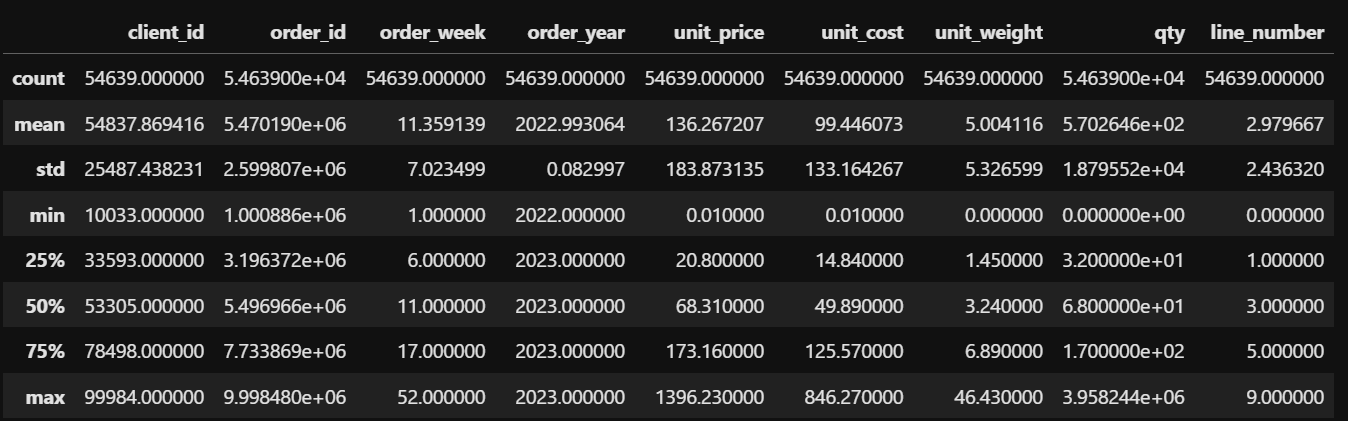 client_id order_id order_week order_year unit_price unit_cost unit_weight qty line_number
count 54639.000000 5.463900e+04 54639.000000 54639.000000 54639.000000 54639.000000 54639.000000 5.463900e+04 54639.000000
mean 54837.869416 5.470190e+06 11.359139 2022.993064 136.267207 99.446073 5.004116 5.702646e+02 2.979667
std 25487.438231 2.599807e+06 7.023499 0.082997 183.873135 133.164267 5.326599 1.879552e+04 2.436320
min 10033.000000 1.000886e+06 1.000000 2022.000000 0.010000 0.010000 0.000000 0.000000e+00 0.000000
25% 33593.000000 3.196372e+06 6.000000 2023.000000 20.800000 14.840000 1.450000 3.200000e+01 1.000000
50% 53305.000000 5.496966e+06 11.000000 2023.000000 68.310000 49.890000 3.240000 6.800000e+01 3.000000
75% 78498.000000 7.733869e+06 17.000000 2023.000000 173.160000 125.570000 6.890000 1.700000e+02 5.000000
max 99984.000000 9.998480e+06 52.000000 2023.000000 1396.230000 846.270000 46.430000 3.958244e+06 9.000000